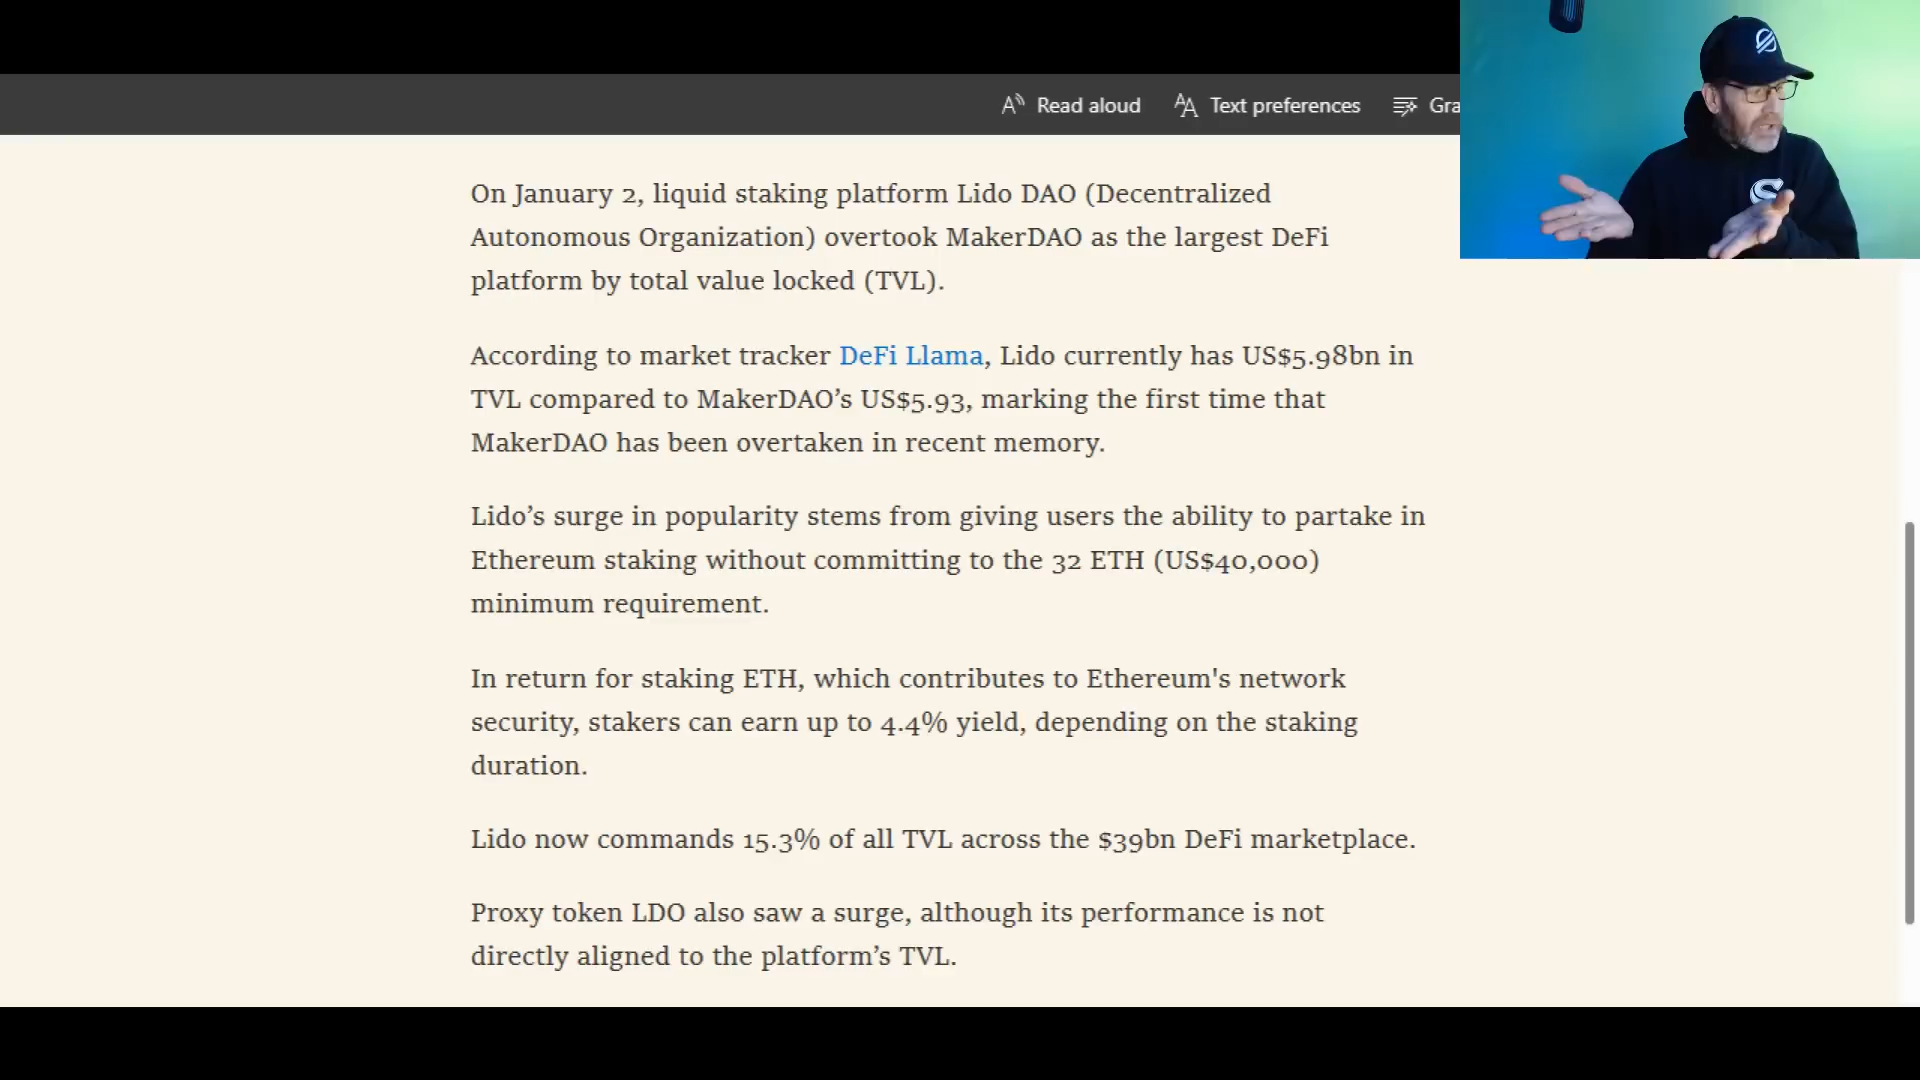 Read aloud
Text preferences
Gra
On January 2, liquid staking platform Lido DAO (Decentralized
Autonomous Organization) overtook MakerDAO as the largest DeFi
platform by total value locked (TVL).
According to market tracker DeFi Llama, Lido currently has US$5.98bn in
TVL compared to MakerDAO’s US$5.93, marking the first time that
MakerDAO has been overtaken in recent memory.
Lido’s surge in popularity stems from giving users the ability to partake in
Ethereum staking without committing to the 32 ETH (US$40,000)
minimum requirement.
In return for staking ETH, which contributes to Ethereum's network
security, stakers can earn up to 4.4% yield, depending on the staking
duration.
Lido now commands 15.3% of all TVL across the $39bn DeFi marketplace.
Proxy token LDO also saw a surge, although its performance is not
directly aligned to the platform’s TVL.